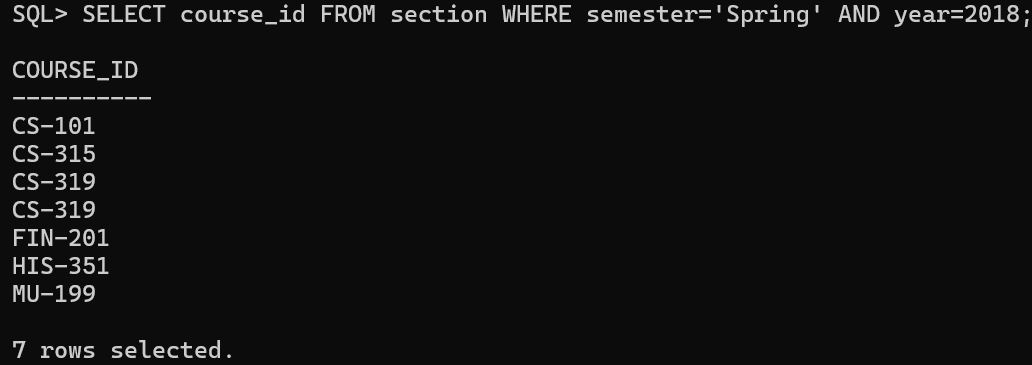 SQL> SELECT course_id FROM section WHERE semester='Spring' AND year=2018;
COURSE_ID
----------
CS-101
CS-315
CS-319
CS-319
FIN-201
HIS-351
MU-199
7 rows selected.